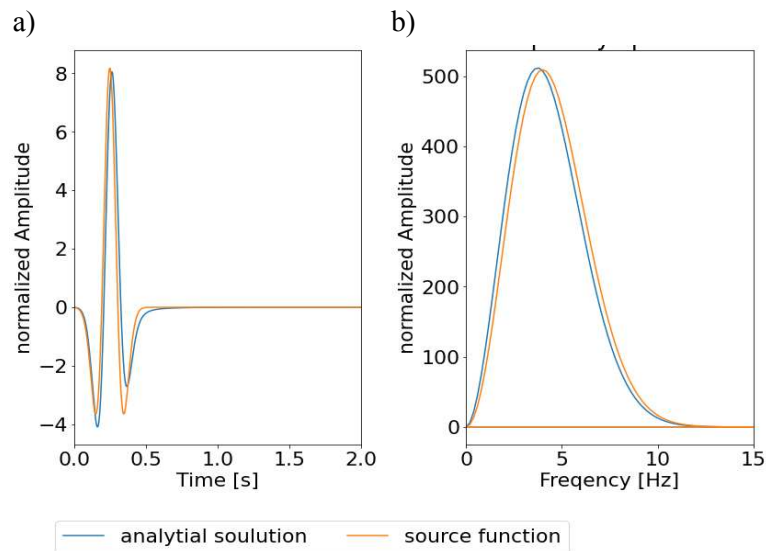 a)
b)
8
6
4
2
0
−2
−4
normalized Amplitude
0.0 0.5 1.0 1.5 2.0
Time [s]
500
400
300
200
100
0
normalized Amplitude
0 5 10 15
Freqency [Hz]
analytial soulution
source function